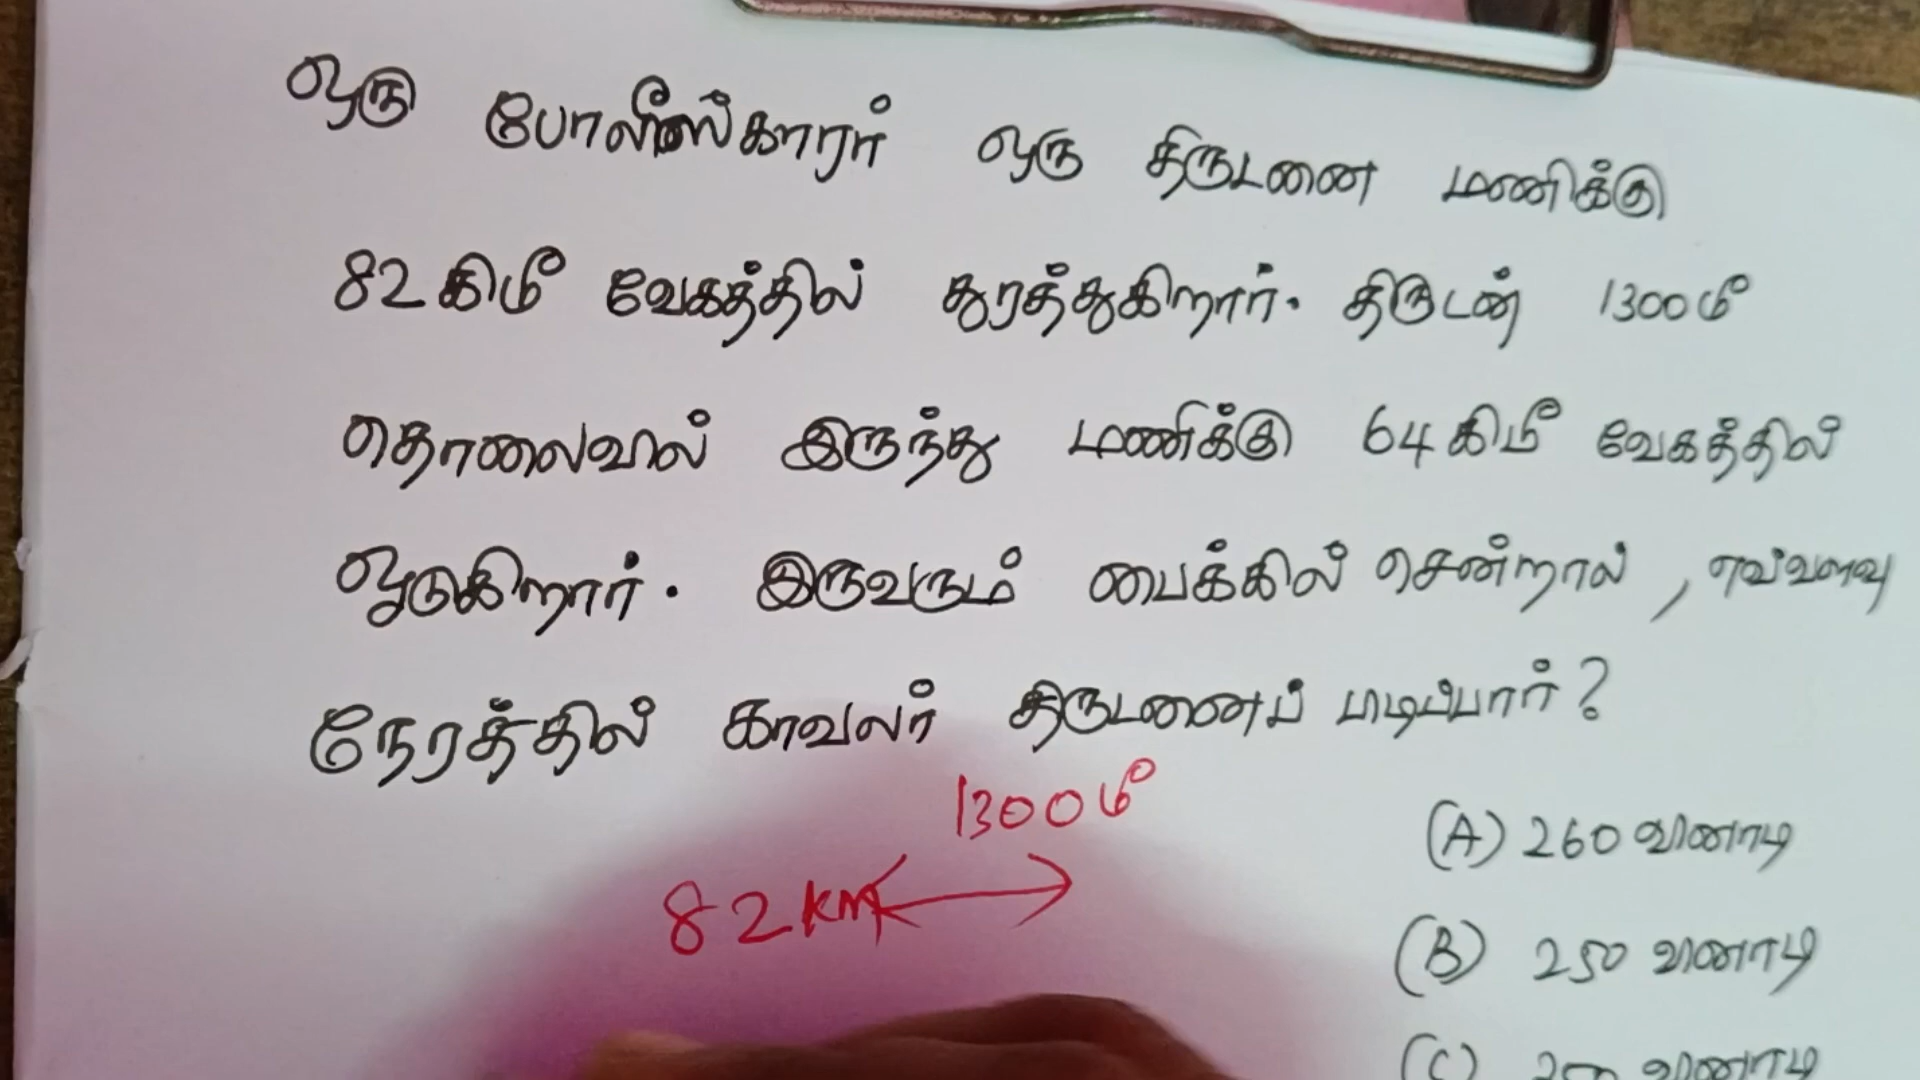 ஒரு போலீஸ்காரர் ஒரு திருடனை மணிக்கு
82 கிமீ வேகத்தில் துரத்துகிறார். திருடன் 1300 மீ
தொலைவில் இருந்து மணிக்கு 64 கிமீ வேகத்தில்
ஓடுகிறார். இருவரும் பைக்கில் சென்றால், எவ்வளவு
நேரத்தில் காவலர் திருடனைப் பிடிப்பார்?
1300 மீ
82 km
(A) 260 வினாடி
(B) 250 வினாடி
(C) வினாடி